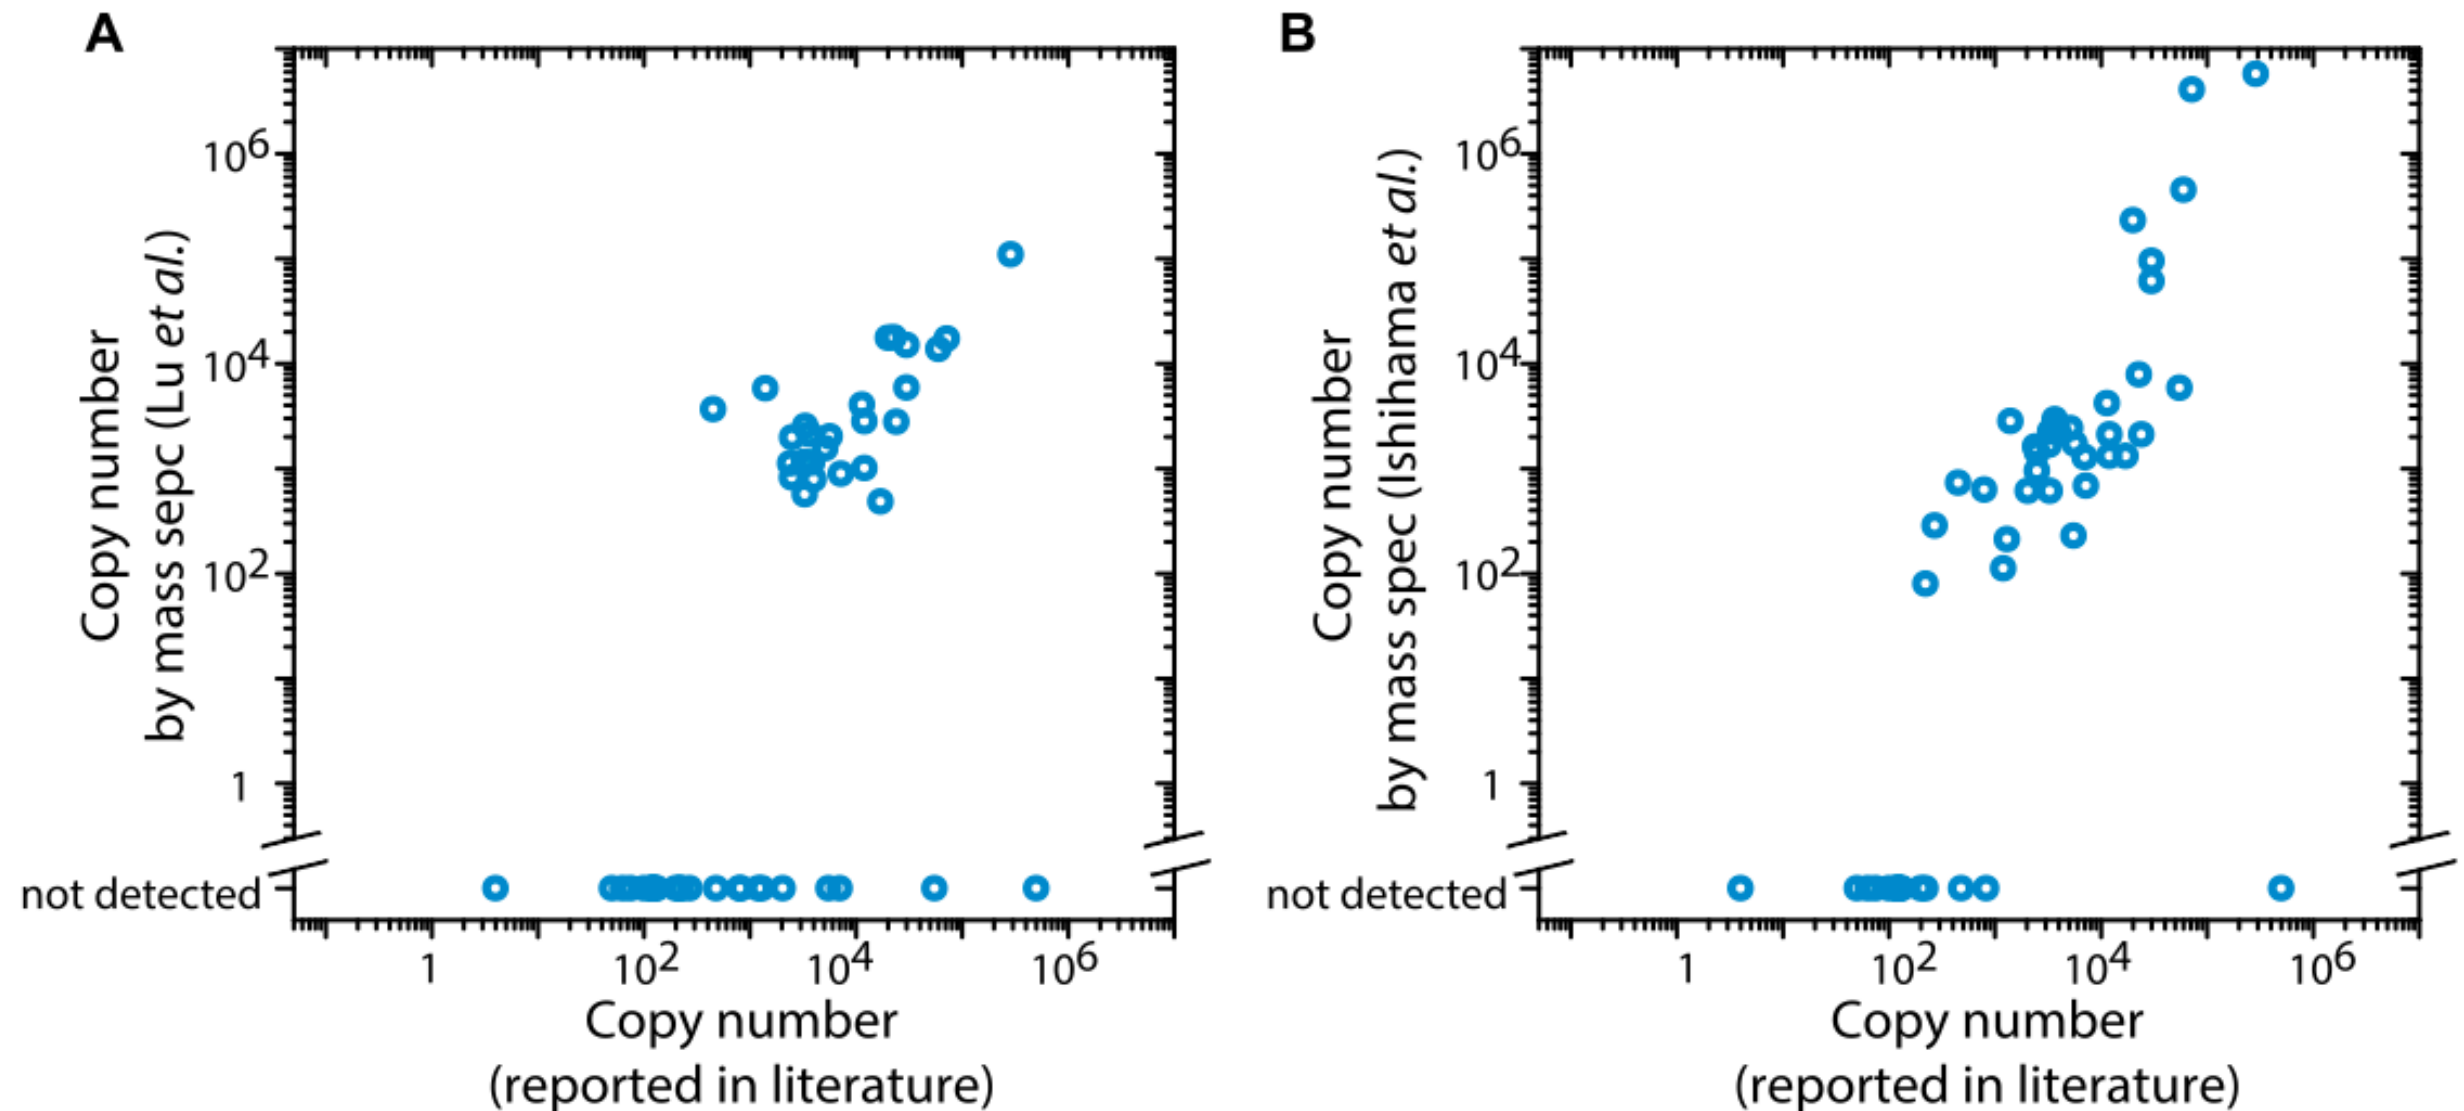 A
Copy number
by mass sepc (Lu et al.)
10^6
10^4
10^2
1
not detected
1
10^2
10^4
10^6
Copy number
(reported in literature)
B
Copy number
by mass spec (Ishihama et al.)
10^6
10^4
10^2
1
not detected
1
10^2
10^4
10^6
Copy number
(reported in literature)